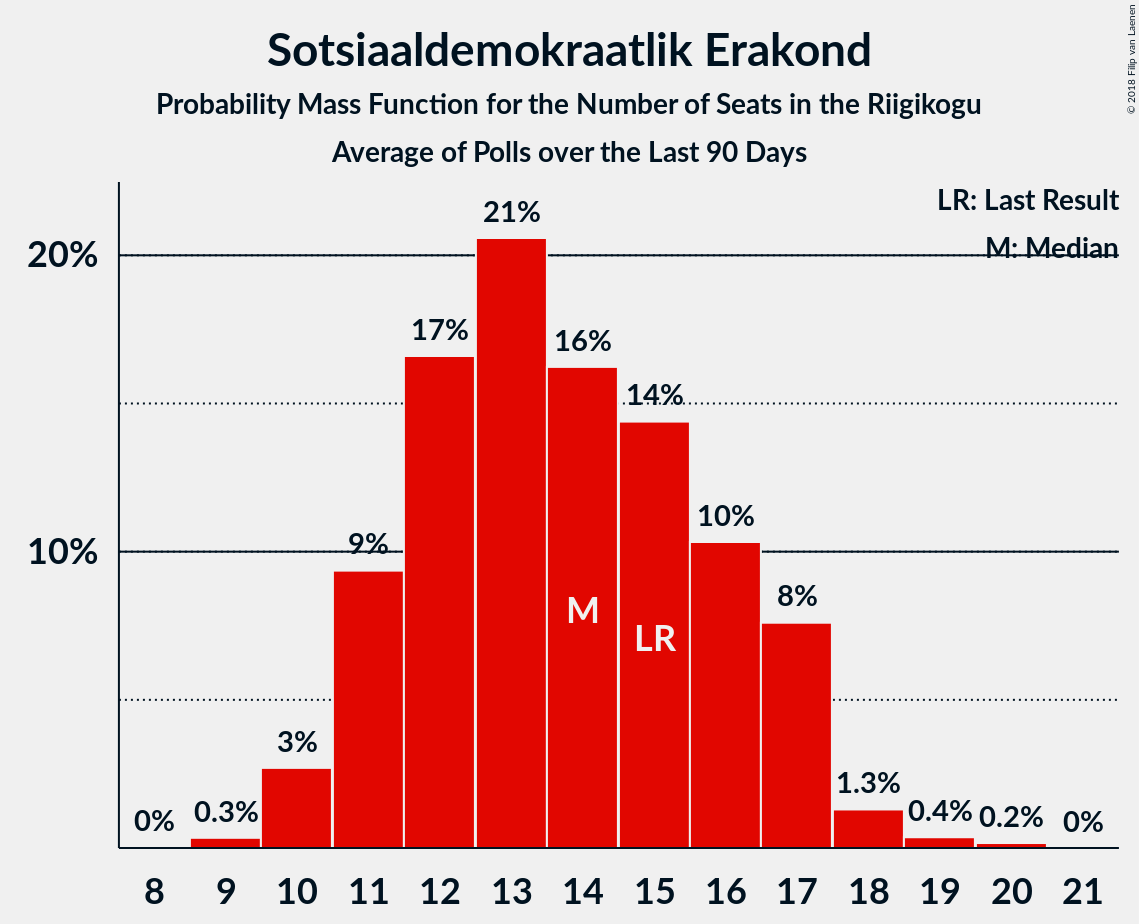 Sotsiaaldemokraatlik Erakond
Probability Mass Function for the Number of Seats in the Riigikogu
Average of Polls over the Last 90 Days
© 2018 Filip van Laenen
LR: Last Result
M: Median
20%
10%
0%
0.3%
3%
9%
17%
21%
16%
14%
10%
8%
1.3%
0.4%
0.2%
0%
M
LR
8 9 10 11 12 13 14 15 16 17 18 19 20 21